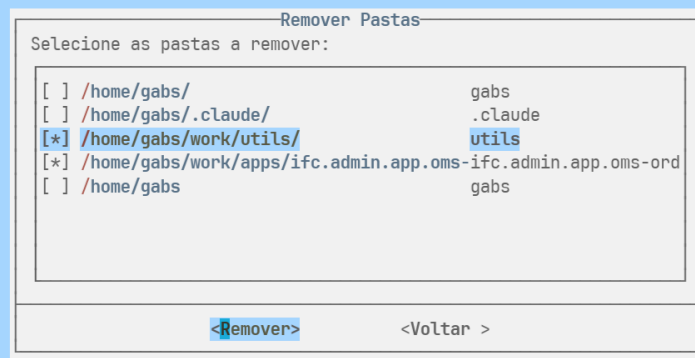 Remover Pastas
Selecione as pastas a remover:
[ ] /home/gabs/ gabs
[ ] /home/gabs/.claude/ .claude
[*] /home/gabs/work/utils/ utils
[*] /home/gabs/work/apps/ifc.admin.app.oms-ifc.admin.app.oms-ord
[ ] /home/gabs gabs
<Remover> <Voltar >